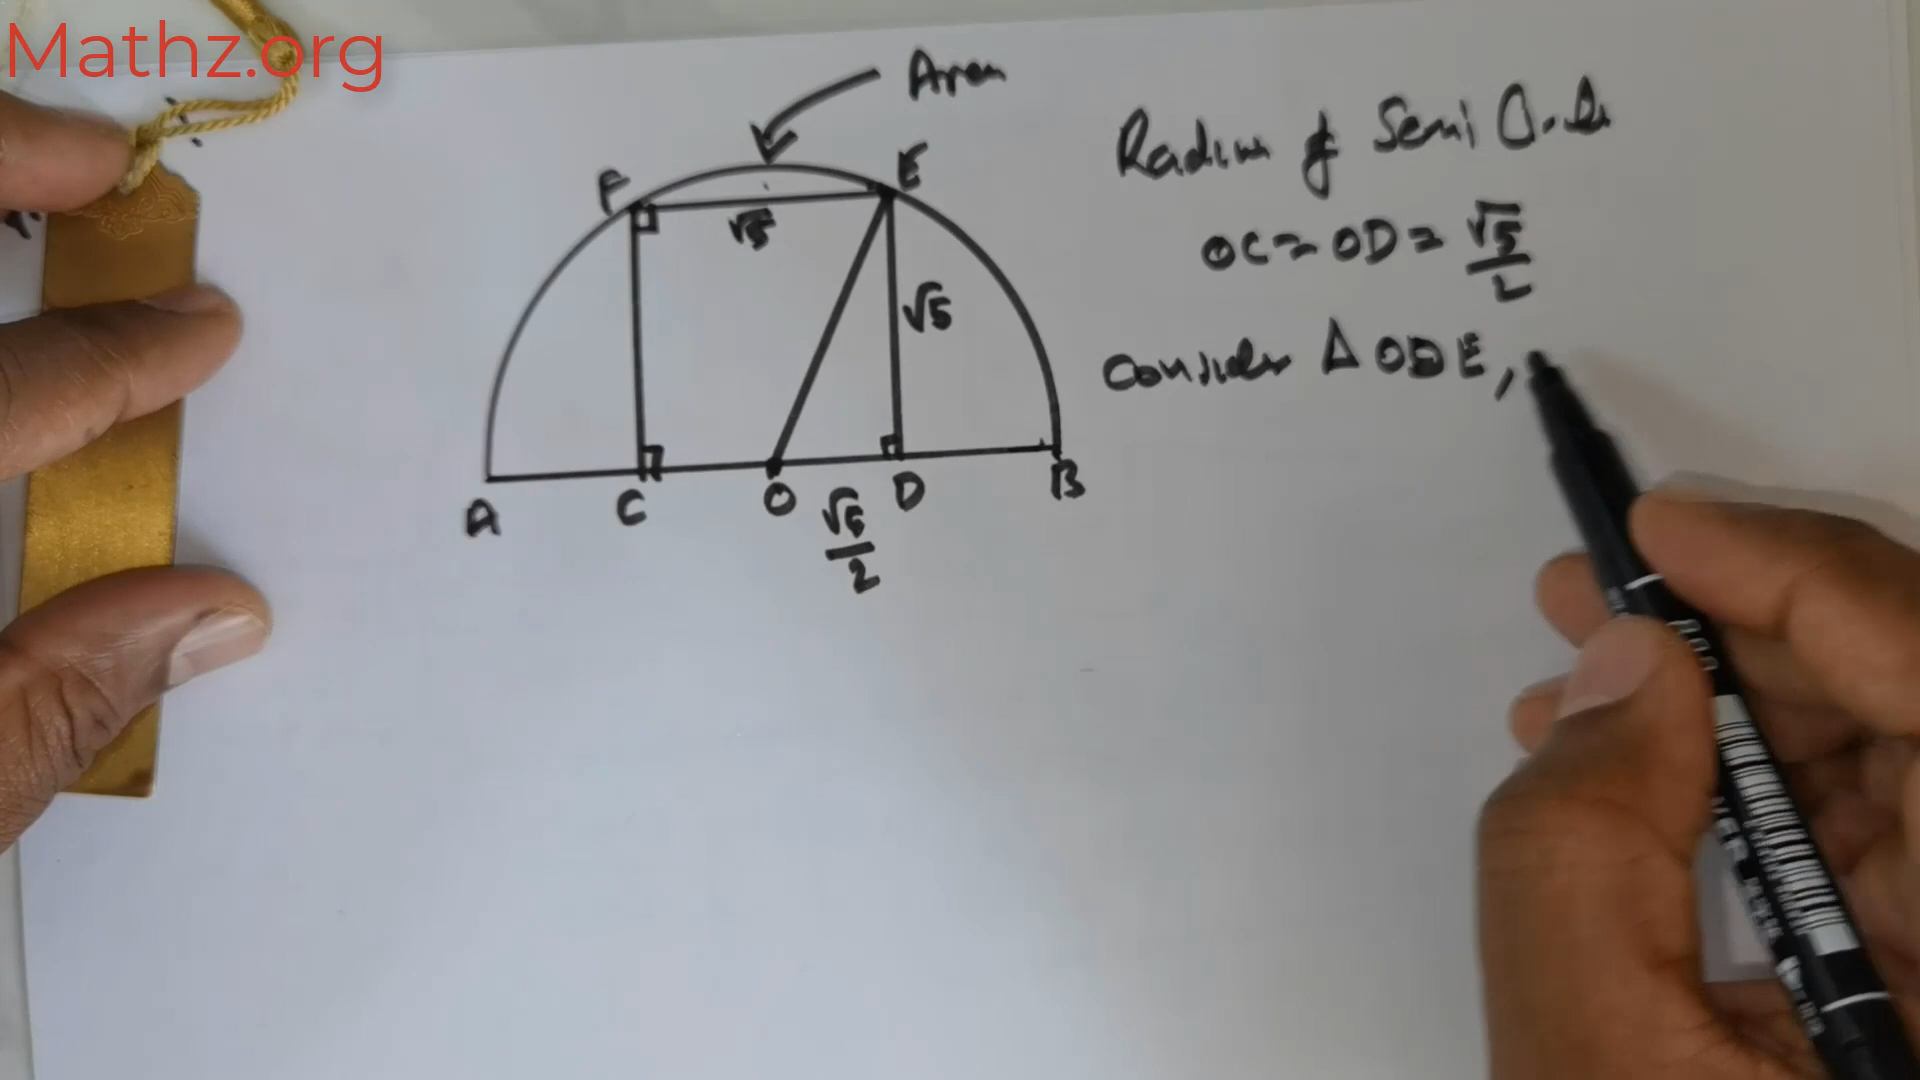 Mathz.org
Area
F
E
√5
√5
A
C
O
D
B
√5/2
Radius of Semi
OC = OD = √5/2
Consider Δ ODE,